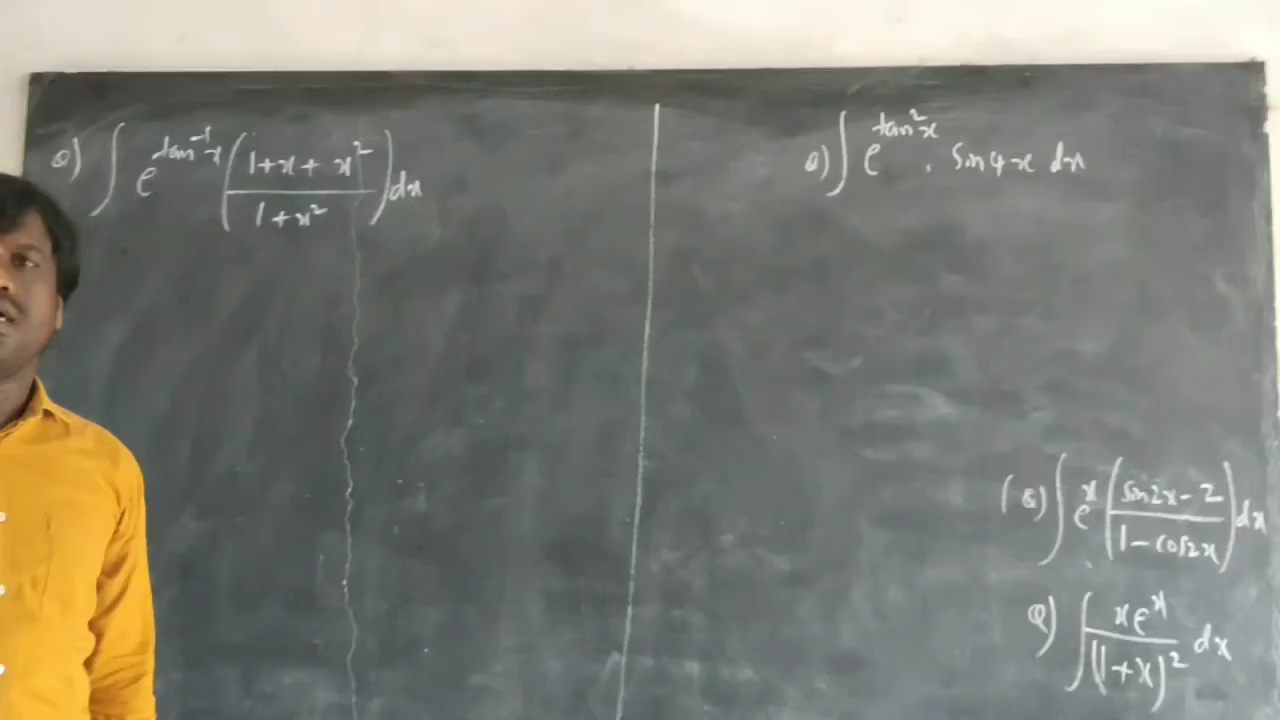 Q) ∫ e^{tan⁻¹x} ((1+x+x²)/(1+x²)) dx
Q) ∫ e^{tan²x} . Sin4x dx
(Q) ∫ e^x ((sin2x-2)/(1-cos2x)) dx
Q) ∫ xe^x/(1+x)² dx